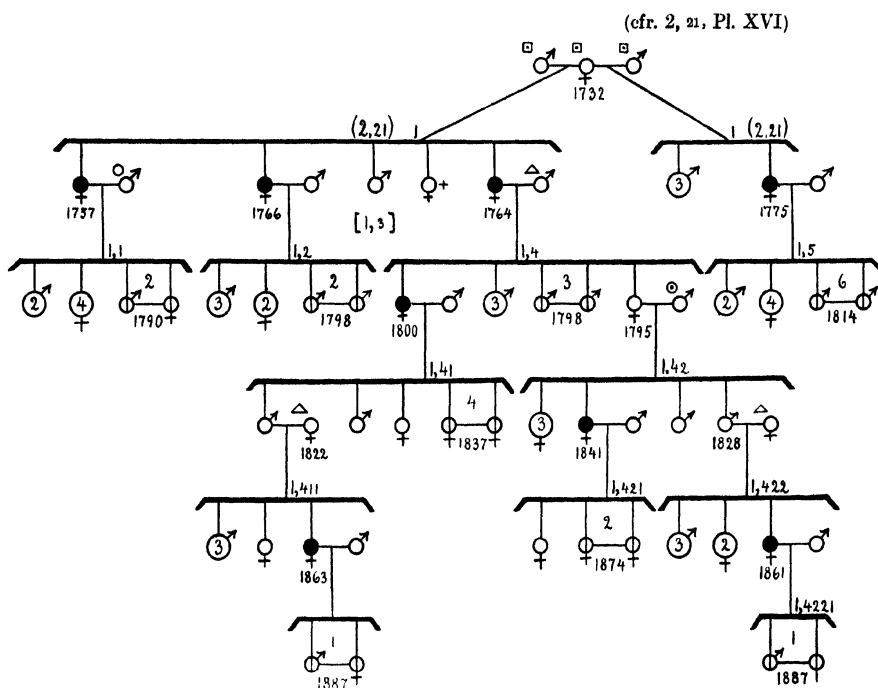 (cfr. 2, 21, Pl. XVI)
1732
(2,21) 1 1 (2,21)
1737 1766 1764 1775
[1,3]
1,1 1,2 1,4 1,5
2 4 2 3 2 2 3 3 2 4 6
1790 1798 1800 1798 1795 1814
1,41 1,42
4 3
1822 1837 1841 1828
1,411 1,421 1,422
3 2 3 2
1863 1874 1861
1,4221
1 1
1887 1887